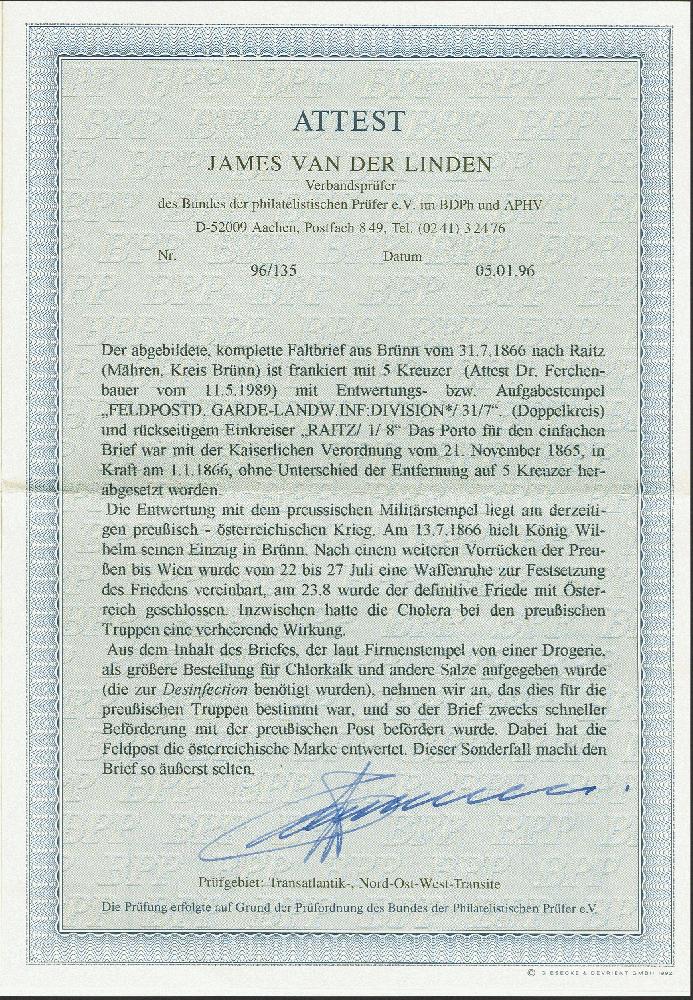 ATTEST
JAMES VAN DER LINDEN
Verbandsprüfer
des Bundes der philatelistischen Prüfer e.V. im BDPh und APHV
D-52009 Aachen, Postfach 8 49, Tel. (02 41) 3 24 76
Nr. Datum
96/135 05.01.96
Der abgebildete, komplette Faltbrief aus Brünn vom 31.7.1866 nach Raitz
(Mähren, Kreis Brünn) ist frankiert mit 5 Kreuzer (Attest Dr. Ferchen-
bauer vom 11.5.1989) mit Entwertungs- bzw. Aufgabestempel
„FELDPOSTD. GARDE-LANDW.INF:DIVISION*/ 31/7“. (Doppelkreis)
und rückseitigem Einkreiser „RAITZ/ 1/ 8“ Das Porto für den einfachen
Brief war mit der Kaiserlichen Verordnung vom 21. November 1865, in
Kraft am 1.1.1866, ohne Unterschied der Entfernung auf 5 Kreuzer her-
abgesetzt worden.
Die Entwertung mit dem preussischen Militärstempel liegt am derzeiti-
gen preußisch - österreichischen Krieg. Am 13.7.1866 hielt König Wil-
helm seinen Einzug in Brünn. Nach einem weiteren Vorrücken der Preu-
ßen bis Wien wurde vom 22 bis 27 Juli eine Waffenruhe zur Festsetzung
des Friedens vereinbart, am 23.8 wurde der definitive Friede mit Öster-
reich geschlossen. Inzwischen hatte die Cholera bei den preußischen
Truppen eine verheerende Wirkung.
Aus dem Inhalt des Briefes, der laut Firmenstempel von einer Drogerie,
als größere Bestellung für Chlorkalk und andere Salze aufgegeben wurde
(die zur Desinfection benötigt wurden), nehmen wir an, das dies für die
preußischen Truppen bestimmt war, und so der Brief zwecks schneller
Beförderung mit der preußischen Post befördert wurde. Dabei hat die
Feldpost die österreichische Marke entwertet. Dieser Sonderfall macht den
Brief so äußerst selten.
Prüfgebiet: Transatlantik-, Nord-Ost-West-Transite
Die Prüfung erfolgte auf Grund der Prüfordnung des Bundes der Philatelistischen Prüfer e.V.
© GIESECKE & DEVRIENT GMBH 1992